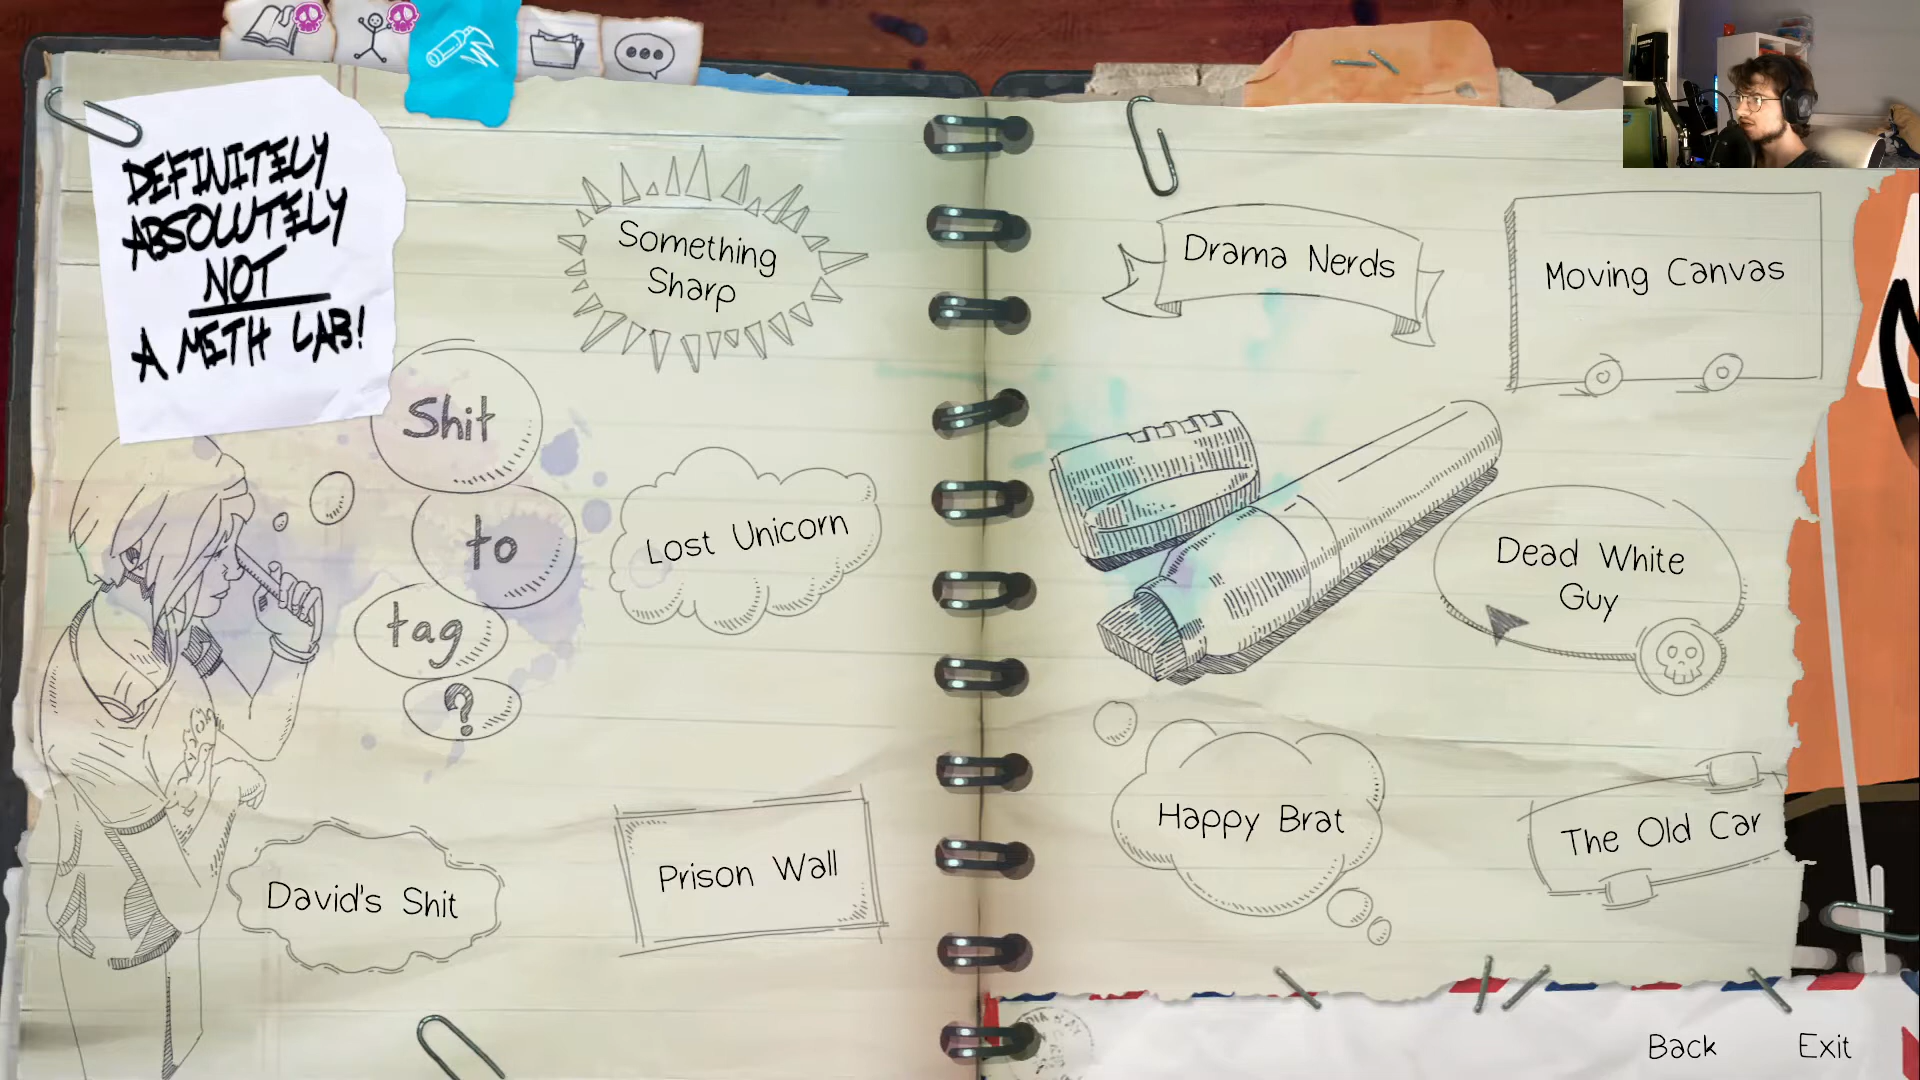 DEFINITELY
ABSOLUTELY
NOT
A METH LAB!
Something
Sharp
Shit
to
tag
?
Lost Unicorn
David's Shit
Prison Wall
Drama Nerds
Moving Canvas
Dead White
Guy
Happy Brat
The Old Car
Back
Exit